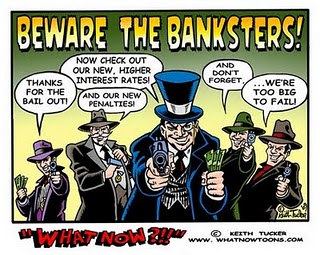 BEWARE THE BANKSTERS!
THANKS
FOR THE
BAIL OUT!
NOW CHECK OUT
OUR NEW, HIGHER
INTEREST RATES!
AND OUR NEW
PENALTIES!
AND
DON'T
FORGET,
...WE'RE
TOO BIG
TO FAIL!
"WHAT NOW?!!"
© KEITH TUCKER
WWW.WHATNOWTOONS.COM